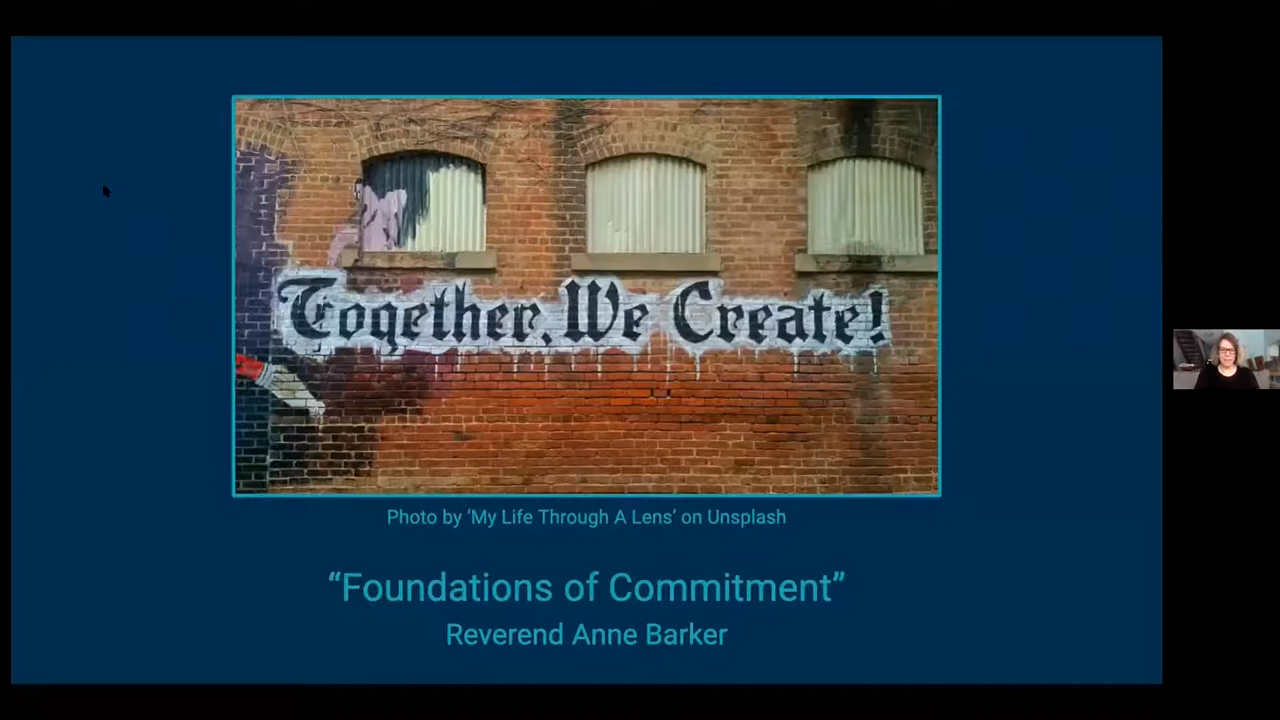 Together, We Create!
Photo by ‘My Life Through A Lens’ on Unsplash
“Foundations of Commitment”
Reverend Anne Barker